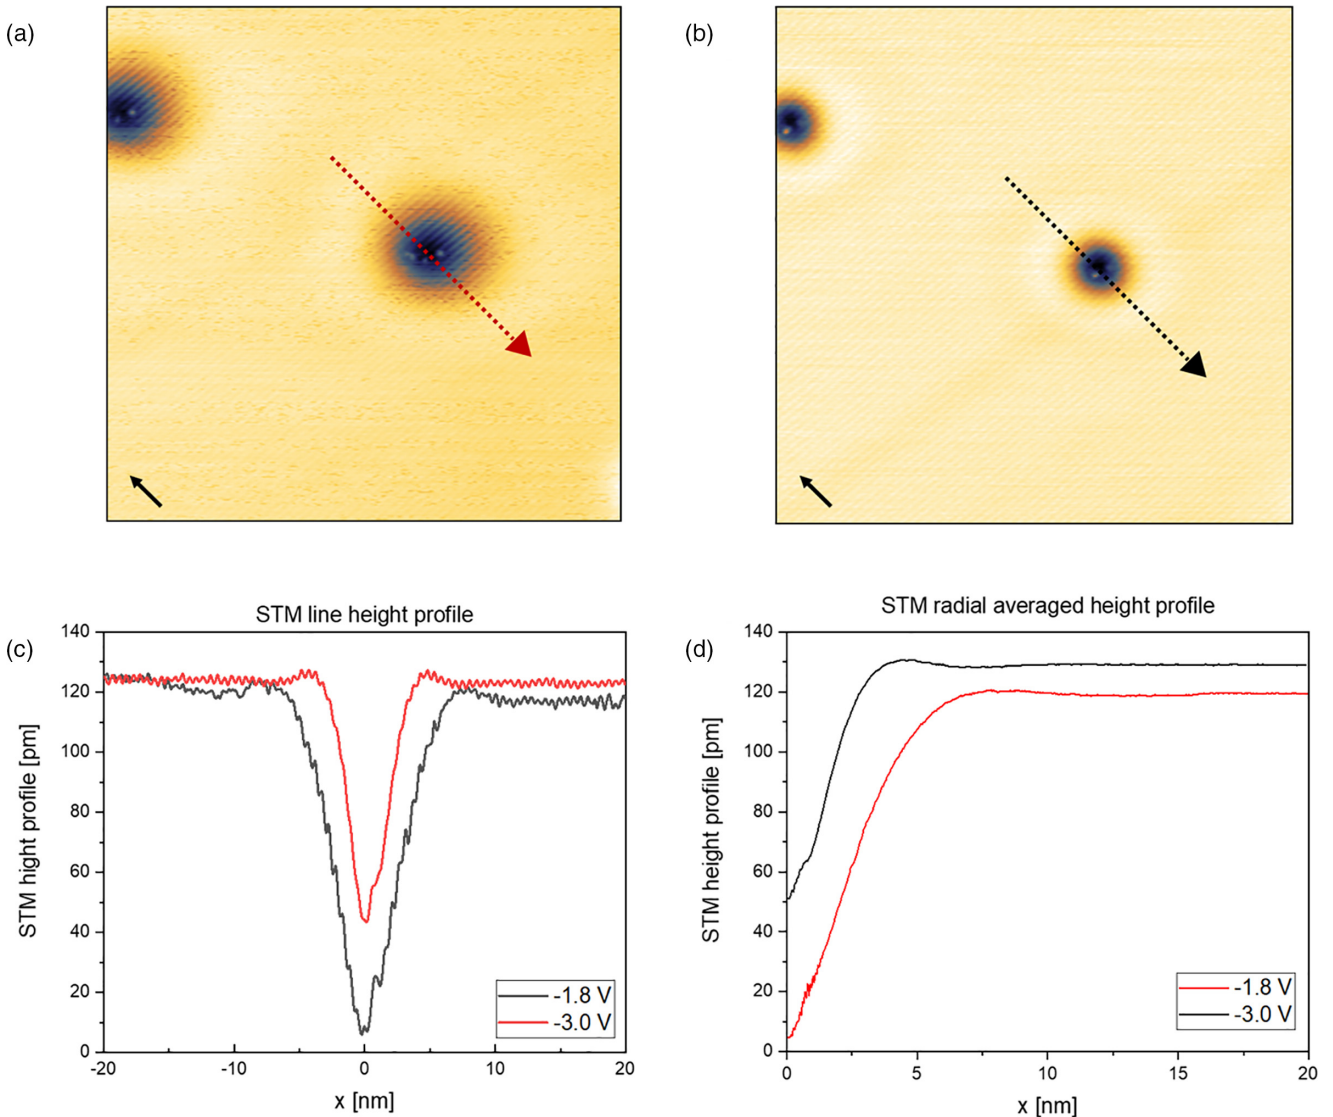 (a)
(b)
(c)
STM line height profile
STM hight profile [pm]
140
120
100
80
60
40
20
0
-20
-10
0
10
20
x [nm]
-1.8 V
-3.0 V
(d)
STM radial averaged height profile
STM height profile [pm]
140
120
100
80
60
40
20
0
0
5
10
15
20
x [nm]
-1.8 V
-3.0 V